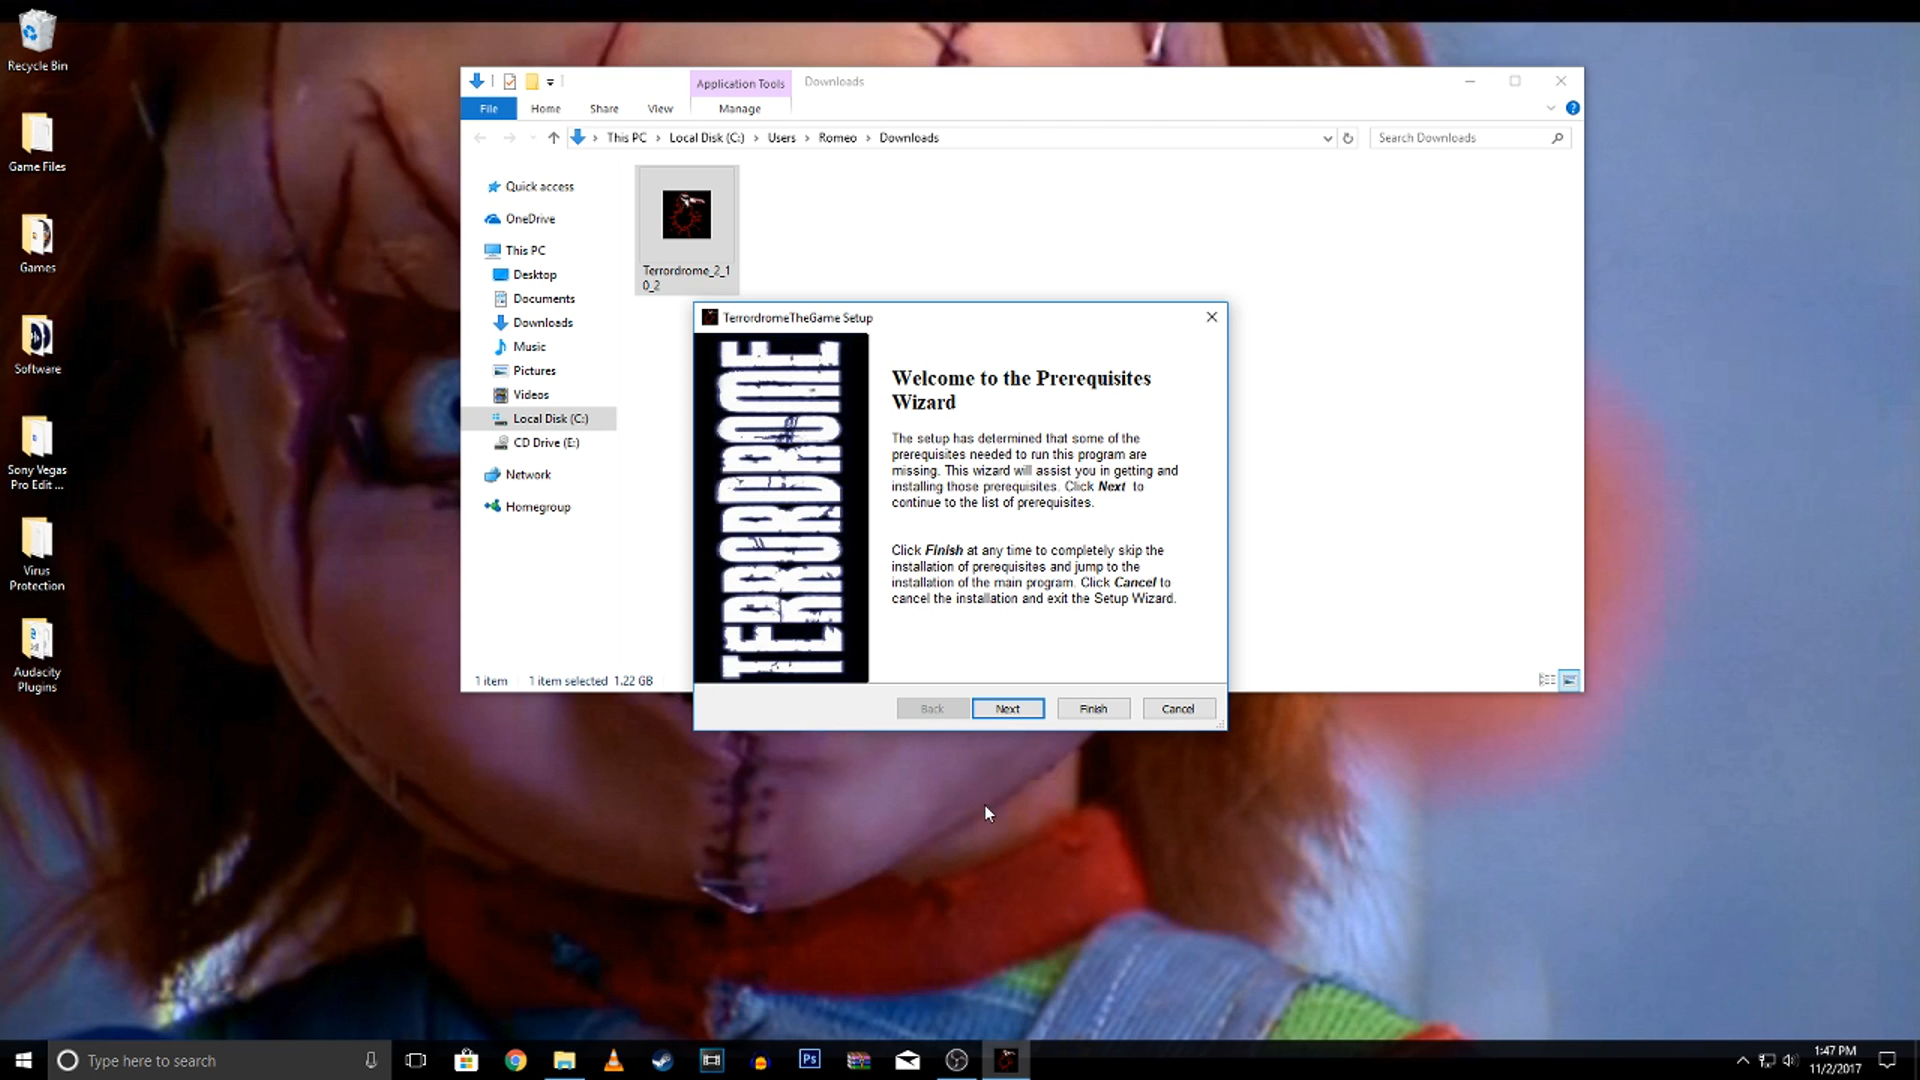 Recycle Bin
Game Files
Games
Software
Sony Vegas
Pro Edit ...
Virus
Protection
Audacity
Plugins
Application Tools
Downloads
File
Home
Share
View
Manage
This PC
Local Disk (C:)
Users
Romeo
Downloads
Search Downloads
Quick access
OneDrive
This PC
Desktop
Documents
Downloads
Music
Pictures
Videos
Local Disk (C:)
CD Drive (E:)
Network
Homegroup
Terrordrome_2_1
0_2
1 item
1 item selected 1.22 GB
TerrordromeTheGame Setup
TERRORDROME
Welcome to the Prerequisites
Wizard
The setup has determined that some of the
prerequisites needed to run this program are
missing. This wizard will assist you in getting and
installing those prerequisites. Click Next to
continue to the list of prerequisites.
Click Finish at any time to completely skip the
installation of prerequisites and jump to the
installation of the main program. Click Cancel to
cancel the installation and exit the Setup Wizard.
Back
Next
Finish
Cancel
Type here to search
Ps
1:47 PM
11/2/2017